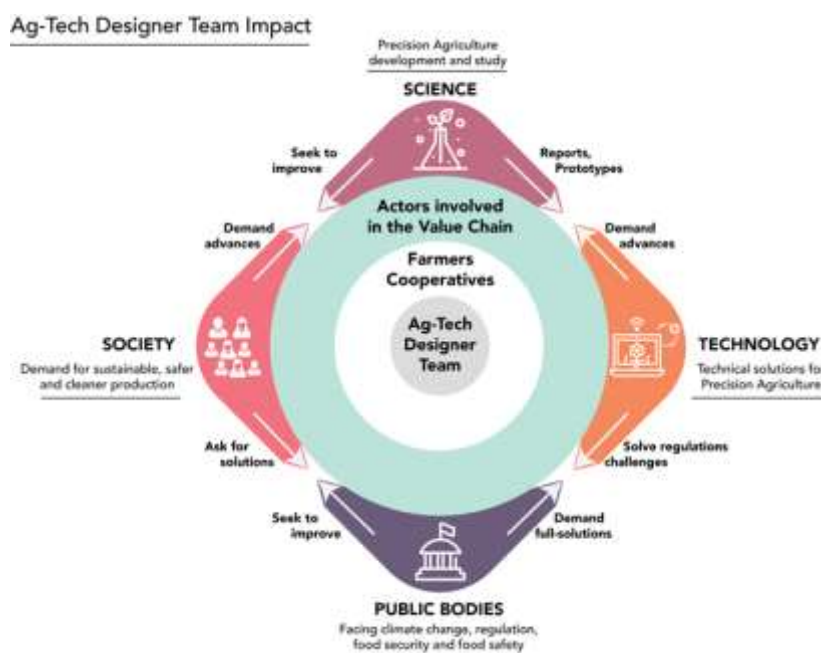 Ag-Tech Designer Team Impact
Precision Agriculture
development and study
SCIENCE
Seek to
improve
Reports,
Prototypes
Actors involved
in the Value Chain
Demand
advances
Demand
advances
Farmers
Cooperatives
Ag-Tech
Designer
Team
SOCIETY
Demand for sustainable, safer
and cleaner production
TECHNOLOGY
Technical solutions fo
Precision Agriculture
Ask for
solutions
Solve regulations
challenges
Seek to
improve
Demand
full-solutions
PUBLIC BODIES
Facing climate change, regulation,
food security and food safety